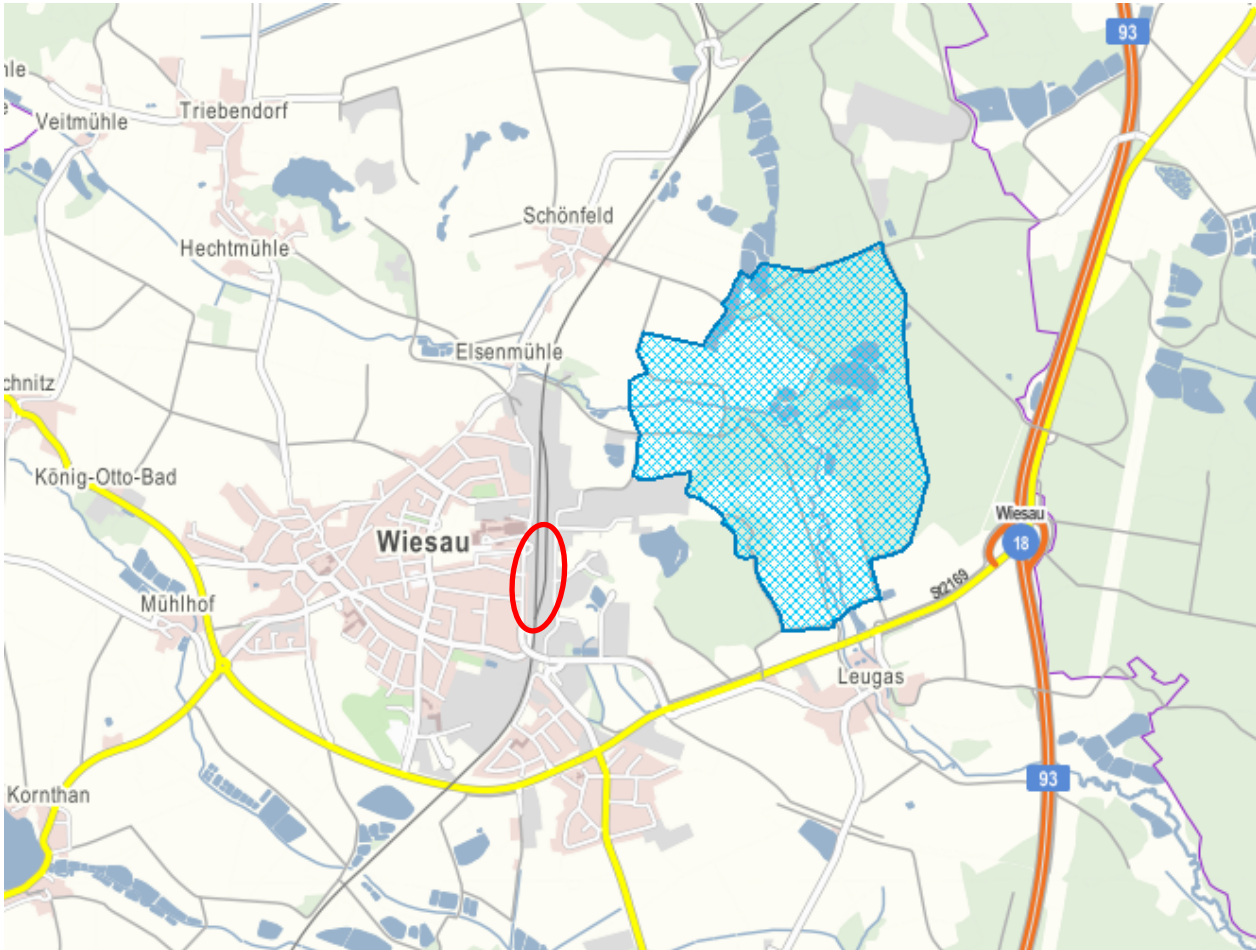 93
hle
Triebendorf
Veitmühle
Schönfeld
Hechtmühle
Elsenmühle
chnitz
König-Otto-Bad
Wiesau
Wiesau
18
St2169
Mühlhof
Leugas
93
Kornthan